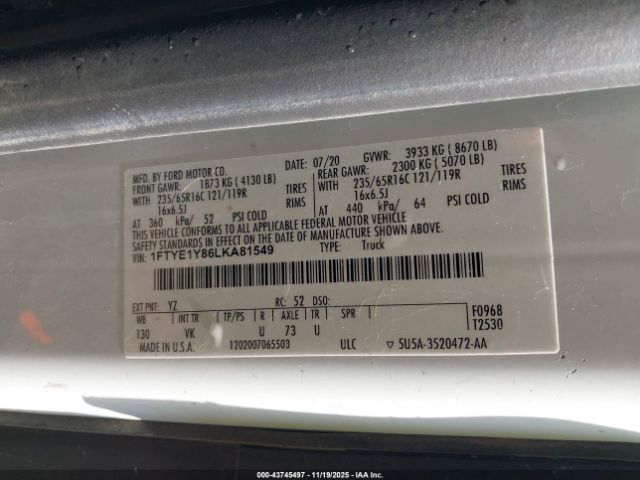 MFD. BY FORD MOTOR CO.
DATE: 07/20 GVWR: 3933 KG ( 8670 LB)
FRONT GAWR: 1873 KG ( 4130 LB)
REAR GAWR: 2300 KG ( 5070 LB)
WITH 235/65R16C 121/119R TIRES
WITH 235/65R16C 121/119R TIRES
16x6.5J RIMS
16x6.5J RIMS
AT 360 kPa/ 52 PSI COLD
AT 440 kPa/ 64 PSI COLD
THIS VEHICLE CONFORMS TO ALL APPLICABLE FEDERAL MOTOR VEHICLE
SAFETY STANDARDS IN EFFECT ON THE DATE OF MANUFACTURE SHOWN ABOVE.
VIN: 1FTYE1Y86LKA81549
TYPE: Truck
EXT PNT: YZ RC: 52 DSO:
WB INT TR TP/PS R AXLE TR SPR
130 VK U 73 U
F0968
T2530
MADE IN U.S.A. 1202007065503 ULC ▽ 5U5A-3520472-AA
000-43745497 - 11/19/2025 - IAA, Inc.